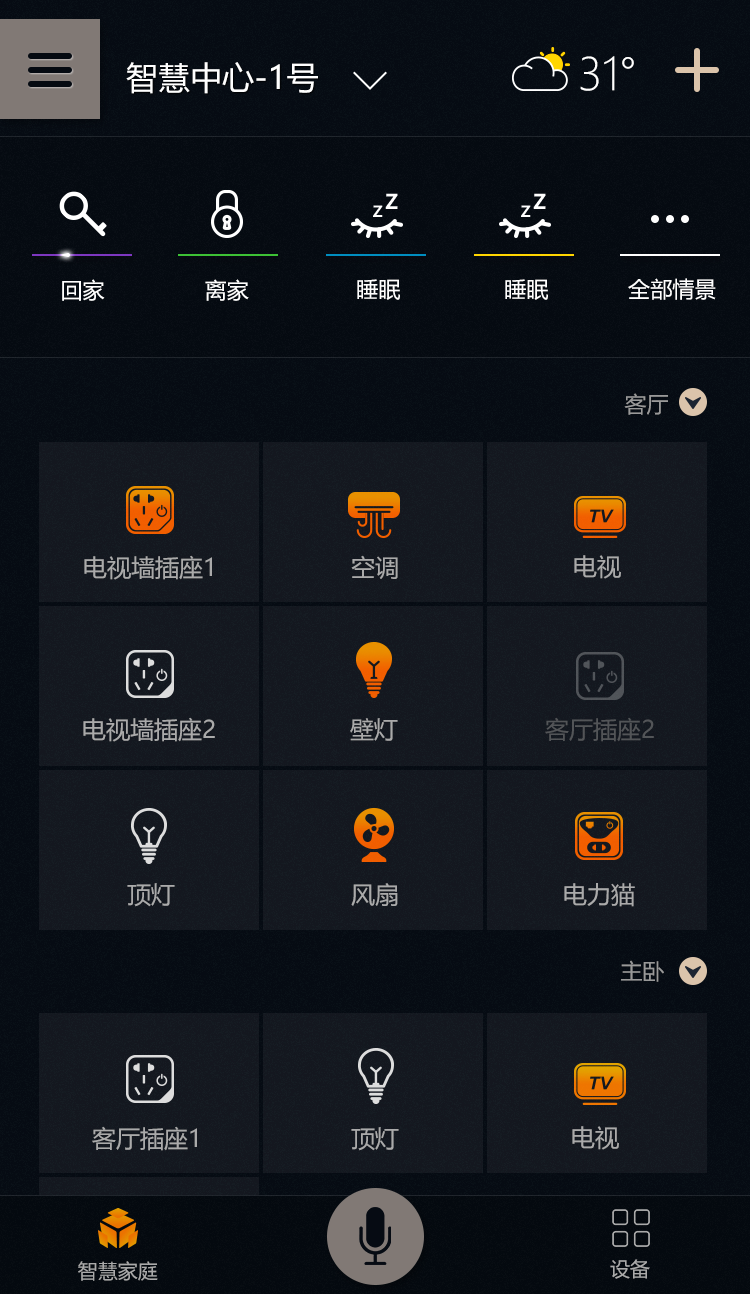 智慧中心-1号
31°
zZ
zZ
回家
离家
睡眠
睡眠
全部情景
客厅
TV
电视墙插座1
空调
电视
电视墙插座2
壁灯
客厅插座2
顶灯
风扇
电力猫
主卧
TV
客厅插座1
顶灯
电视
智慧家庭
设备